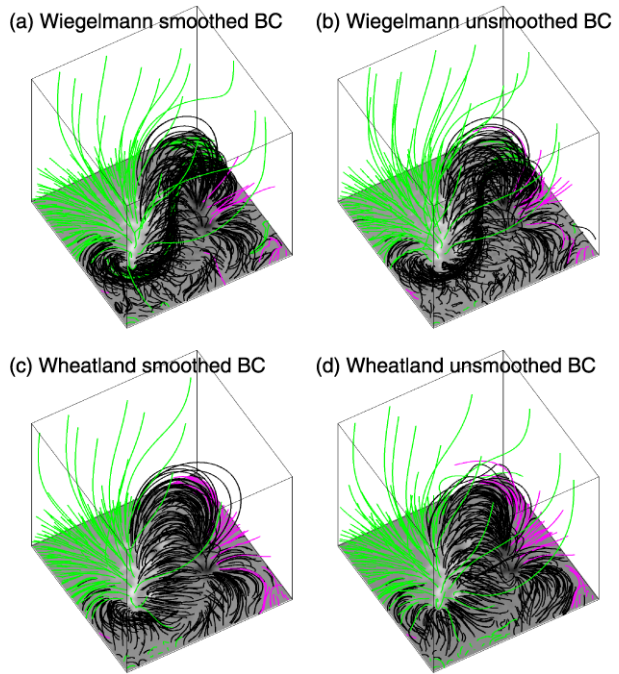 (a) Wiegelmann smoothed BC
(b) Wiegelmann unsmoothed BC
(c) Wheatland smoothed BC
(d) Wheatland unsmoothed BC